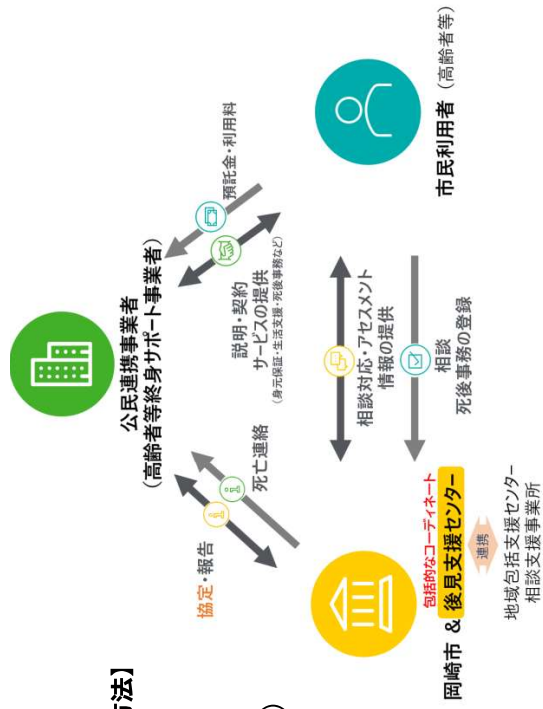 方法】
）
公民連携事業者
（高齢者等終身サポート事業者）
協定・報告
死亡連絡
説明・契約
サービスの提供
（身元保証・生活支援・死後事務など）
預託金・利用料
包括的なコーディネート
岡崎市 & 後見支援センター
連携
地域包括支援センター
相談支援事業所
相談対応・アセスメント
情報の提供
相談
死後事務の登録
市民利用者（高齢者等）